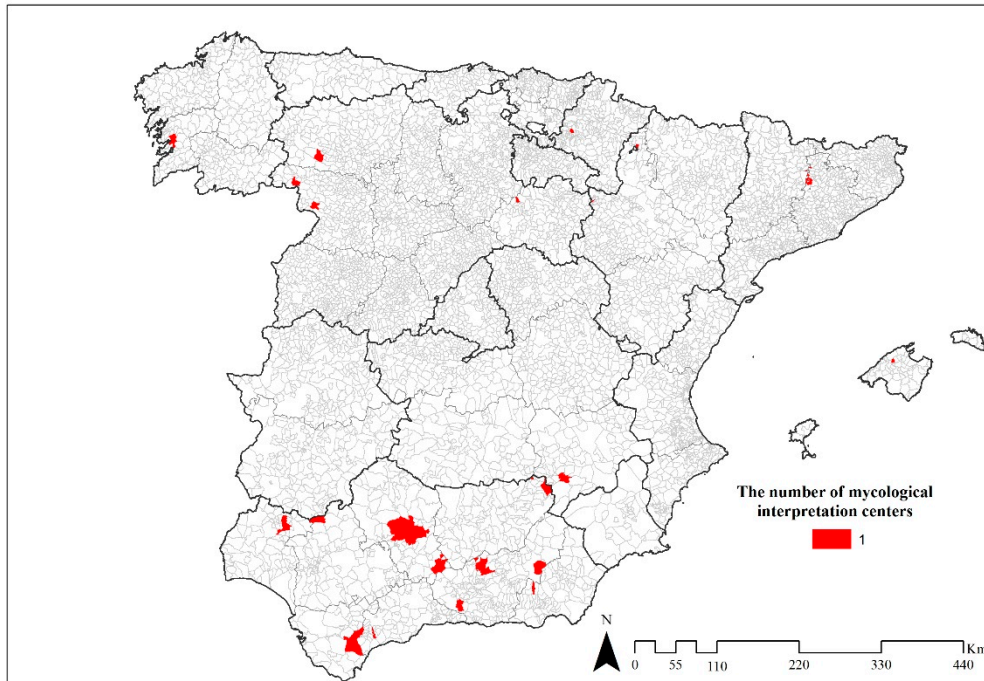 The number of mycological
interpretation centers
1
N
Km
0 55 110 220 330 440